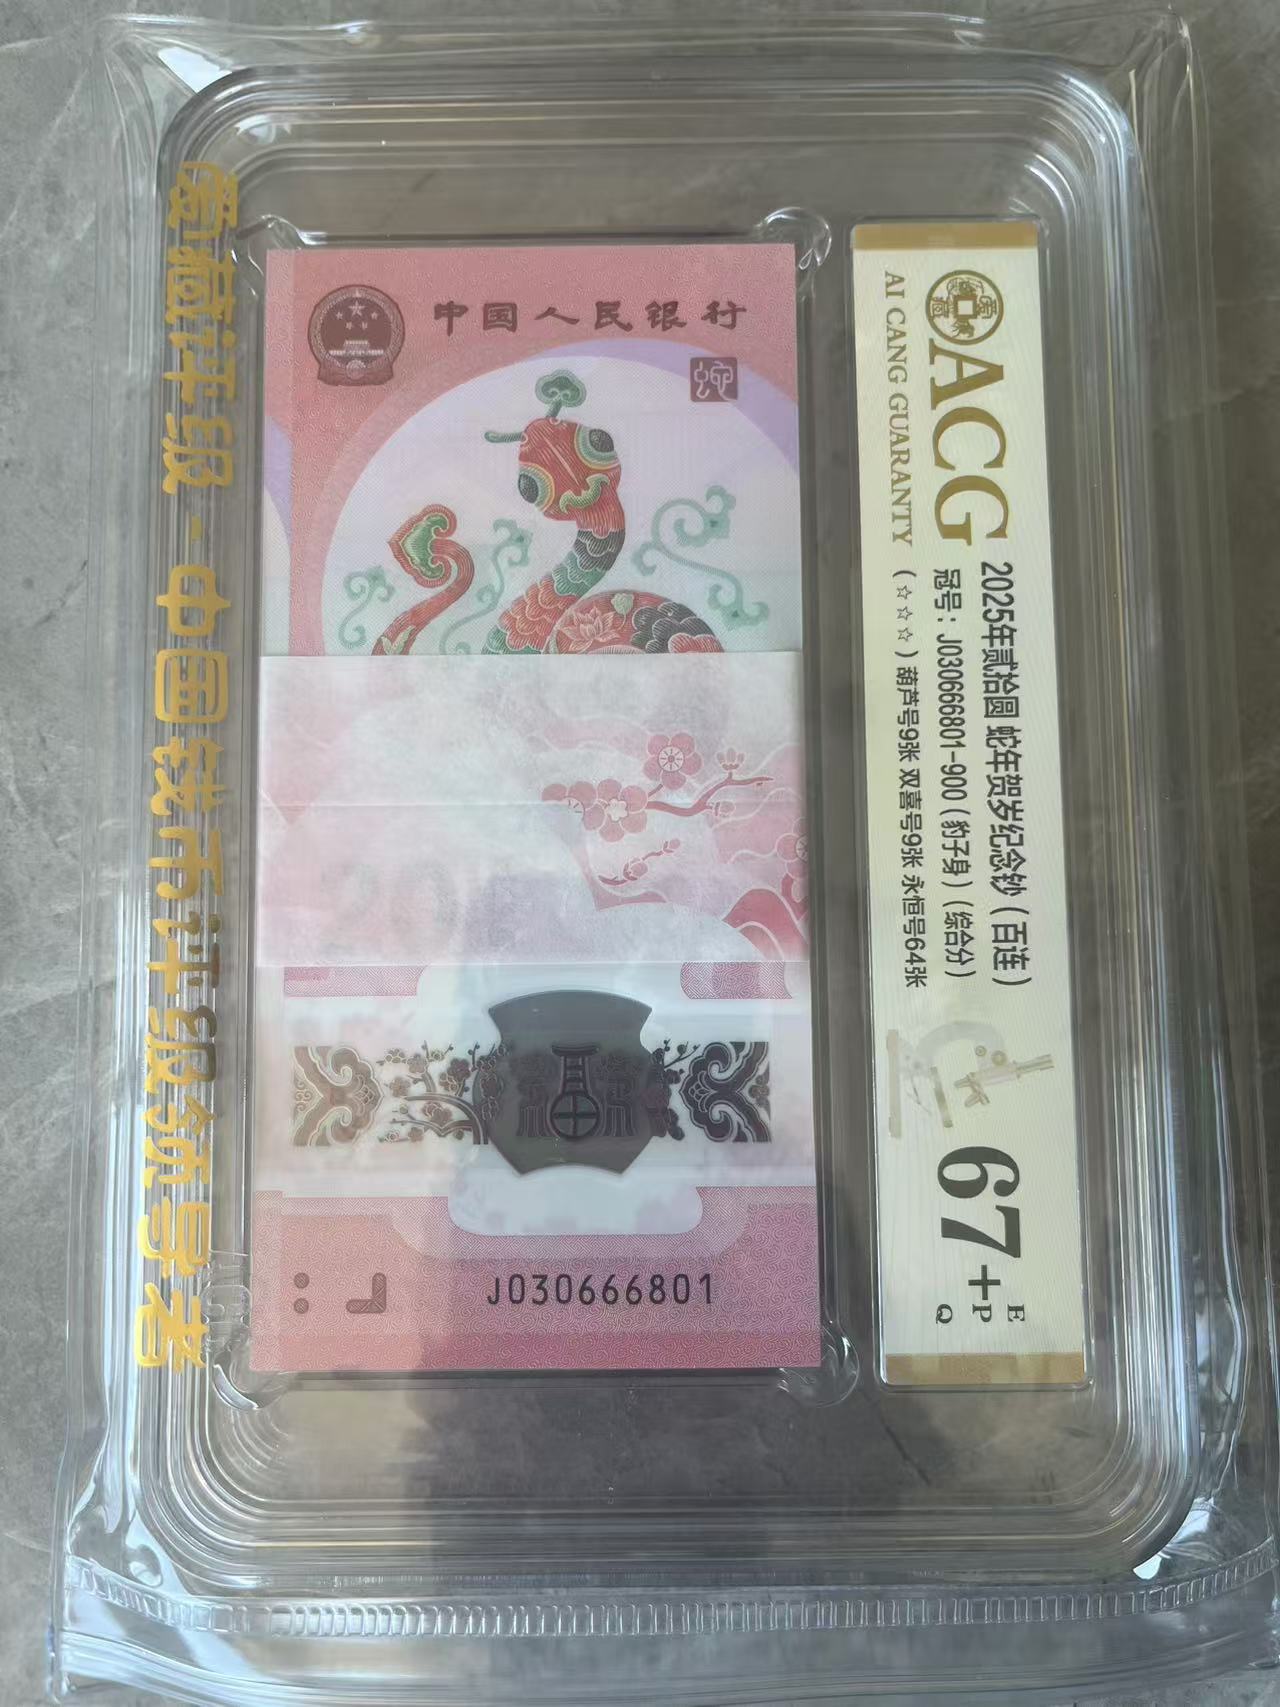 爱藏评级-中国钱币评级领导者
中国人民银行
蛇
J030666801
ACG
AI CANG GUARANTY
2025年贰拾圆 蛇年贺岁纪念钞(百连)
冠号:J030666801-900(豹子身)(综合分)
(☆☆☆)葫芦号9张 双喜号9张 永恒号64张
67+
E
P
Q